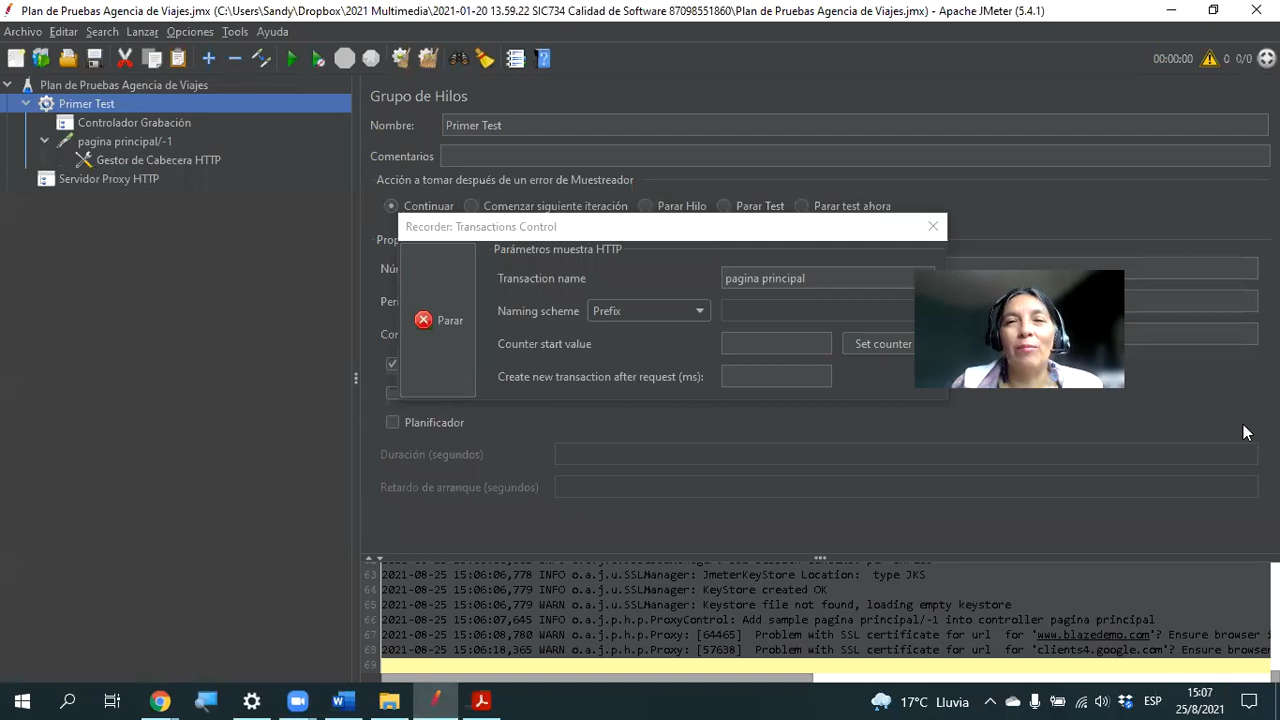 Plan de Pruebas Agencia de Viajes.jmx (C:\Users\Sandy\Dropbox\2021 Multimedia\2021-01-20 13.59.22 SIC734 Calidad de Software 87098551860\Plan de Pruebas Agencia de Viajes.jmx) - Apache JMeter (5.4.1)
Archivo Editar Search Lanzar Opciones Tools Ayuda
00:00:00 0 0/0
Plan de Pruebas Agencia de Viajes
Primer Test
Controlador Grabación
pagina principal/-1
Gestor de Cabecera HTTP
Servidor Proxy HTTP
Grupo de Hilos
Nombre: Primer Test
Comentarios
Acción a tomar después de un error de Muestreador
Continuar Comenzar siguiente iteración Parar Hilo Parar Test Parar test ahora
Recorder: Transactions Control
Parámetros muestra HTTP
Transaction name pagina principal
Naming scheme Prefix
Parar
Counter start value Set counter
Create new transaction after request (ms):
Planificador
Duración (segundos)
Retardo de arranque (segundos)
63 2021-08-25 15:06:06,778 INFO o.a.j.u.SSLManager: JmeterKeyStore Location: type JKS
64 2021-08-25 15:06:06,779 INFO o.a.j.u.SSLManager: KeyStore created OK
65 2021-08-25 15:06:06,779 WARN o.a.j.u.SSLManager: Keystore file not found, loading empty keystore
66 2021-08-25 15:06:07,645 INFO o.a.j.p.h.p.ProxyControl: Add sample pagina principal/-1 into controller pagina principal
67 2021-08-25 15:06:08,780 WARN o.a.j.p.h.p.Proxy: [64465] Problem with SSL certificate for url for 'www.blazedemo.com'? Ensure browser i
68 2021-08-25 15:06:18,365 WARN o.a.j.p.h.p.Proxy: [57638] Problem with SSL certificate for url for 'clients4.google.com'? Ensure browser
69
17°C Lluvia ESP 15:07
25/8/2021